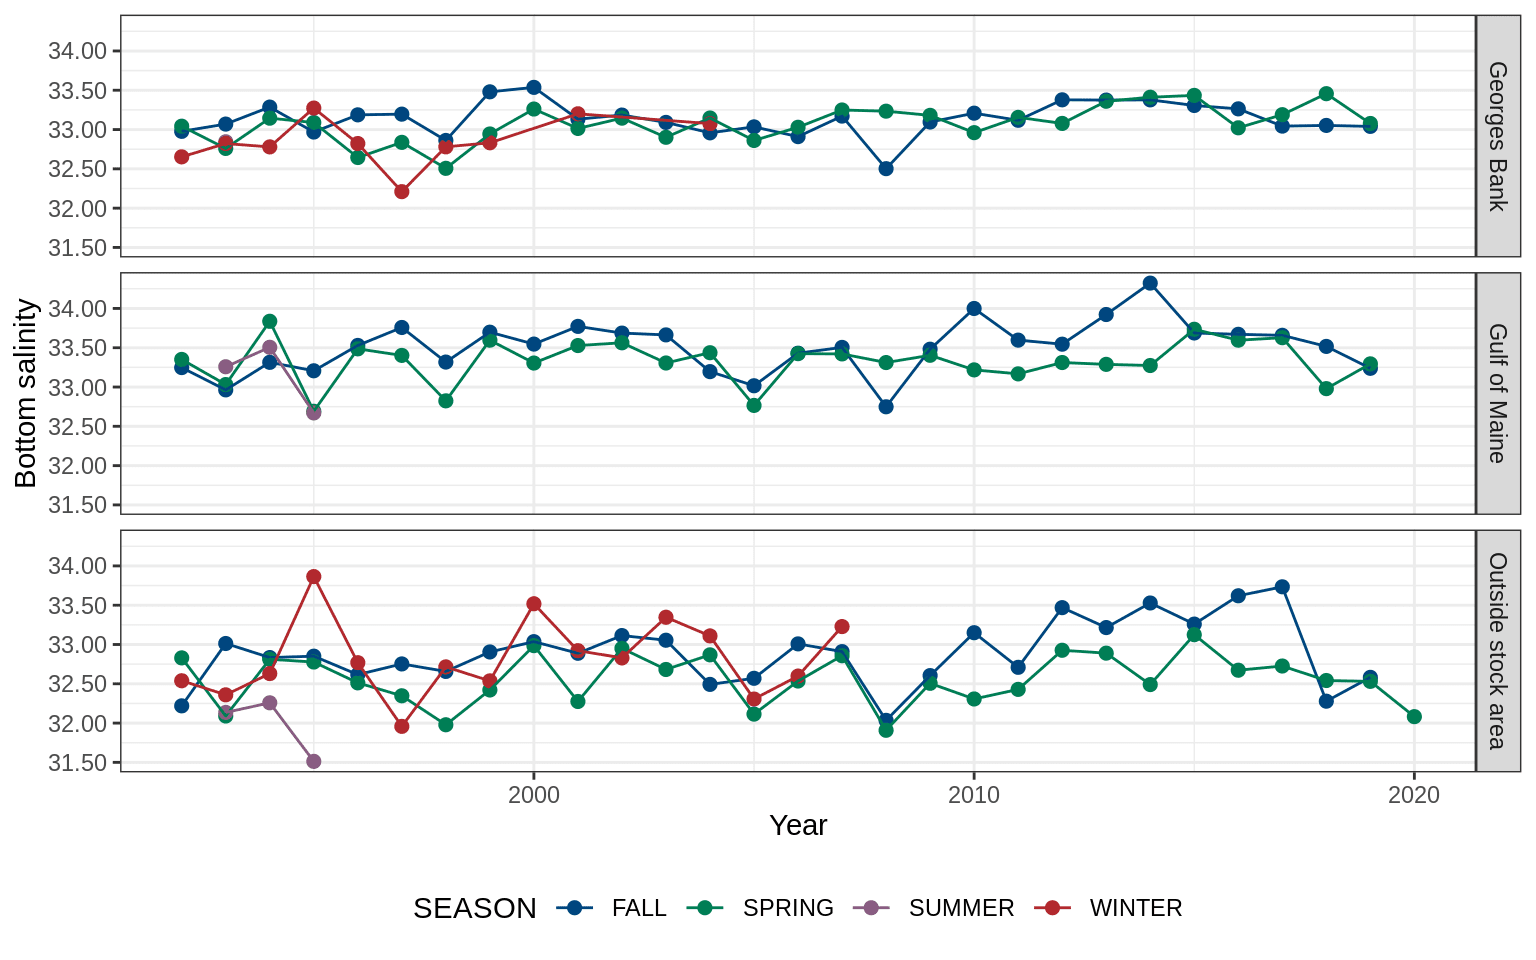 34.00
33.50
33.00
32.50
32.00
31.50
Georges Bank
34.00
33.50
33.00
32.50
32.00
31.50
Gulf of Maine
Bottom salinity
34.00
33.50
33.00
32.50
32.00
31.50
Outside stock area
2000 2010 2020
Year
SEASON FALL SPRING SUMMER WINTER